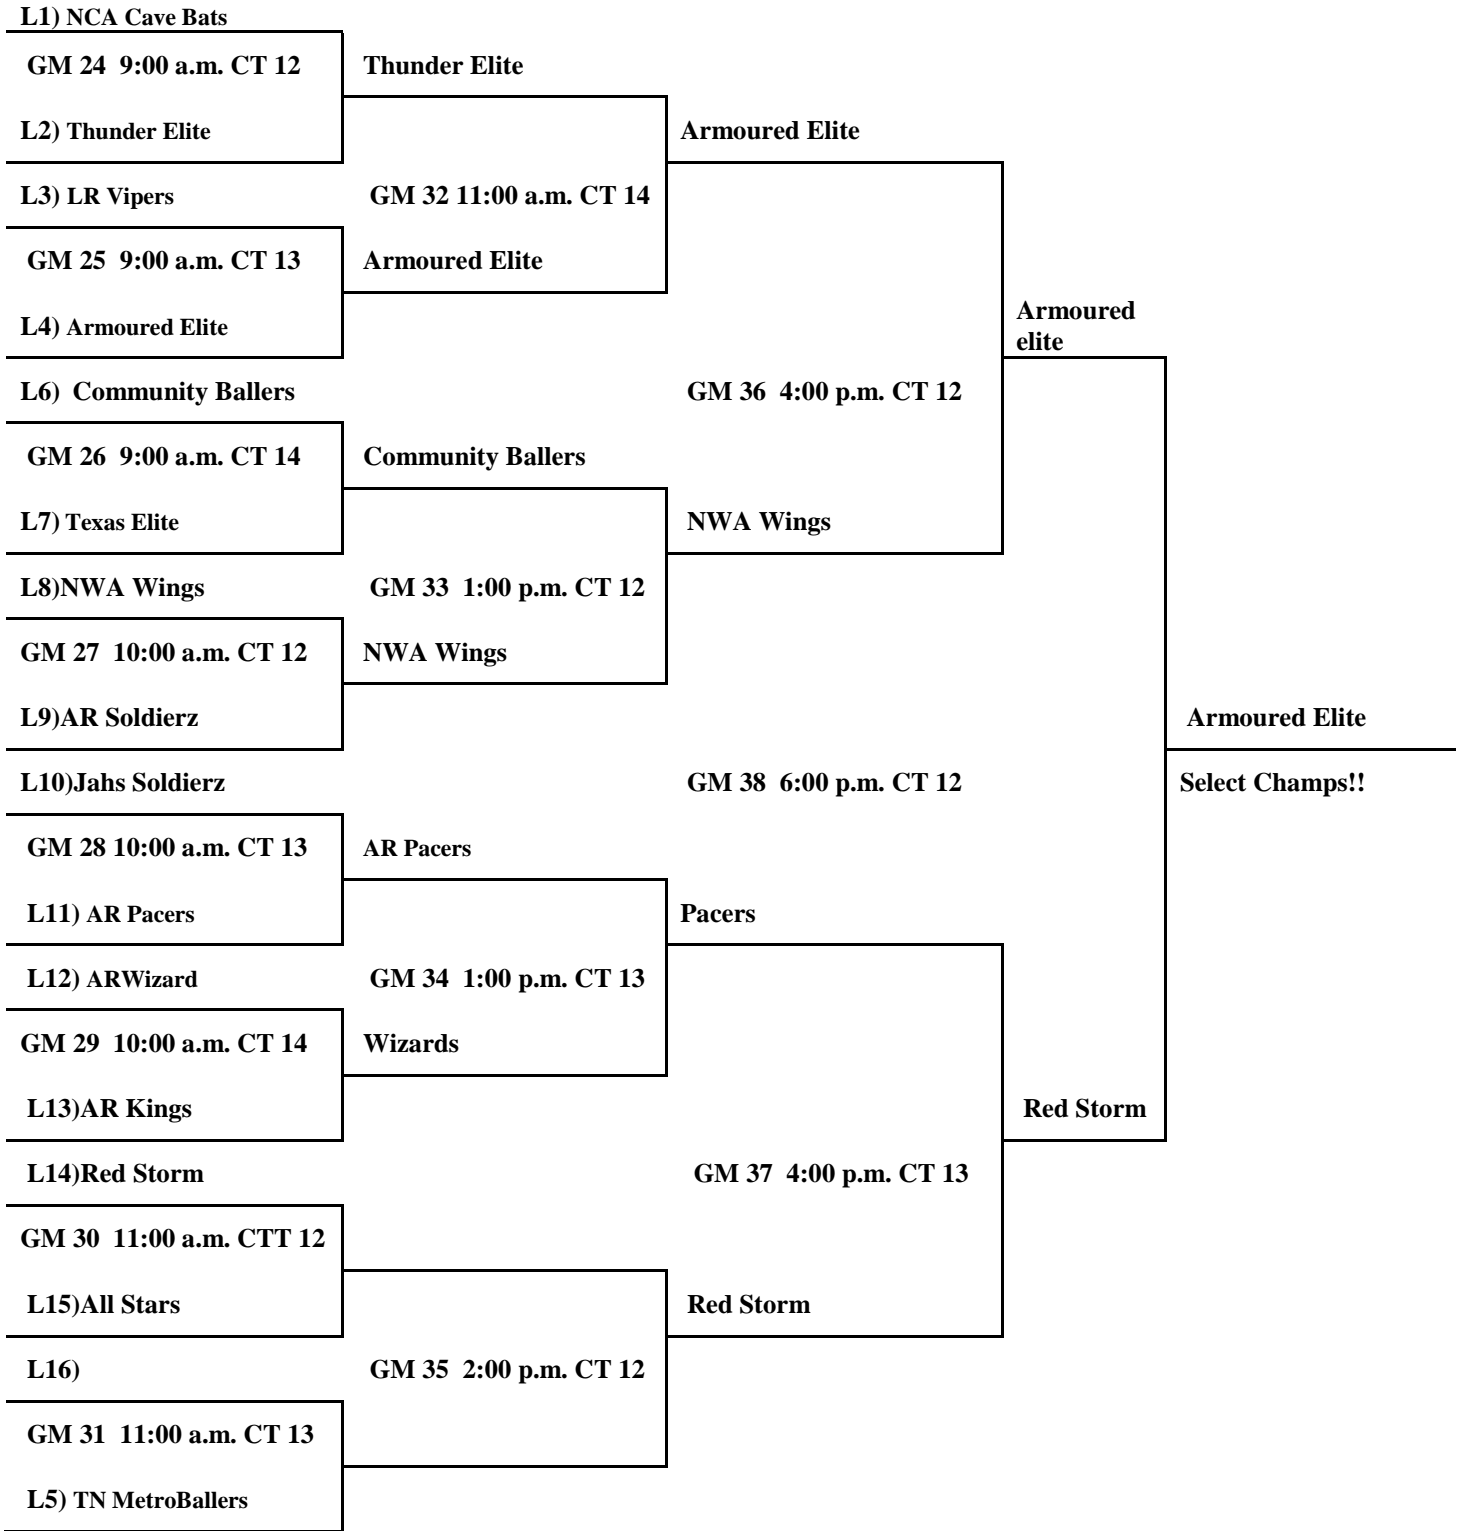 L1) NCA Cave Bats
GM 24 9:00 a.m. CT 12
Thunder Elite
L2) Thunder Elite
Armoured Elite
L3) LR Vipers
GM 32 11:00 a.m. CT 14
GM 25 9:00 a.m. CT 13
Armoured Elite
L4) Armoured Elite
Armoured
elite
L6) Community Ballers
GM 36 4:00 p.m. CT 12
GM 26 9:00 a.m. CT 14
Community Ballers
L7) Texas Elite
NWA Wings
L8)NWA Wings
GM 33 1:00 p.m. CT 12
GM 27 10:00 a.m. CT 12
NWA Wings
L9)AR Soldierz
Armoured Elite
L10)Jahs Soldierz
GM 38 6:00 p.m. CT 12
Select Champs!!
GM 28 10:00 a.m. CT 13
AR Pacers
L11) AR Pacers
Pacers
L12) ARWizard
GM 34 1:00 p.m. CT 13
GM 29 10:00 a.m. CT 14
Wizards
L13)AR Kings
Red Storm
L14)Red Storm
GM 37 4:00 p.m. CT 13
GM 30 11:00 a.m. CTT 12
L15)All Stars
Red Storm
L16)
GM 35 2:00 p.m. CT 12
GM 31 11:00 a.m. CT 13
L5) TN MetroBallers